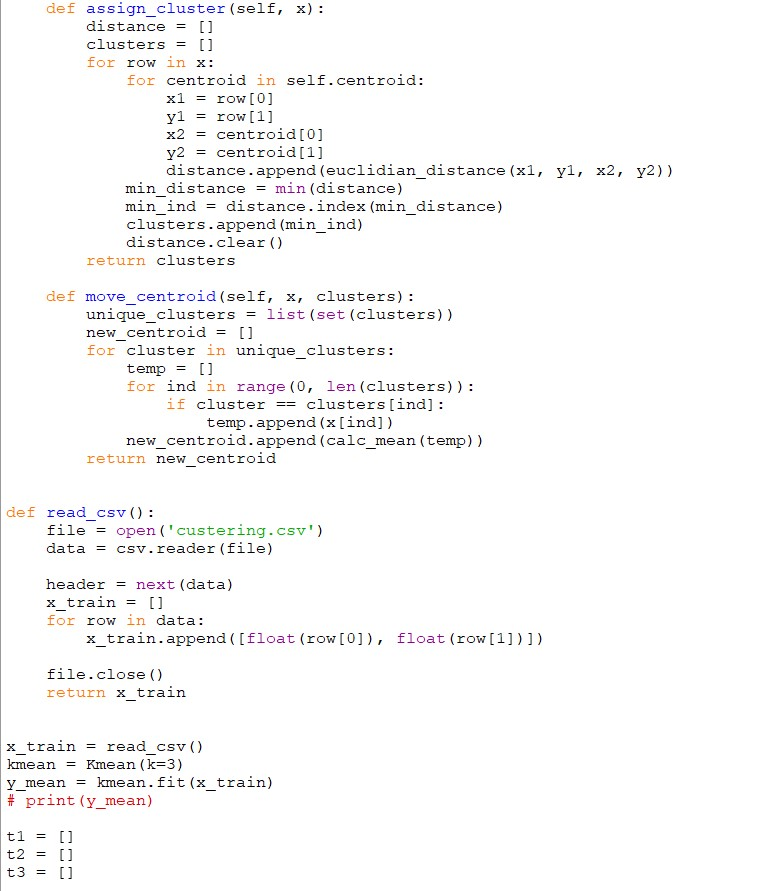 def assign_cluster(self, x):
        distance = []
        clusters = []
        for row in x:
            for centroid in self.centroid:
                x1 = row[0]
                y1 = row[1]
                x2 = centroid[0]
                y2 = centroid[1]
                distance.append(euclidian_distance(x1, y1, x2, y2))
            min_distance = min(distance)
            min_ind = distance.index(min_distance)
            clusters.append(min_ind)
            distance.clear()
        return clusters

    def move_centroid(self, x, clusters):
        unique_clusters = list(set(clusters))
        new_centroid = []
        for cluster in unique_clusters:
            temp = []
            for ind in range(0, len(clusters)):
                if cluster == clusters[ind]:
                    temp.append(x[ind])
            new_centroid.append(calc_mean(temp))
        return new_centroid


def read_csv():
    file = open('custering.csv')
    data = csv.reader(file)

    header = next(data)
    x_train = []
    for row in data:
        x_train.append([float(row[0]), float(row[1])])

    file.close()
    return x_train


x_train = read_csv()
kmean = Kmean(k=3)
y_mean = kmean.fit(x_train)
# print(y_mean)

t1 = []
t2 = []
t3 = []